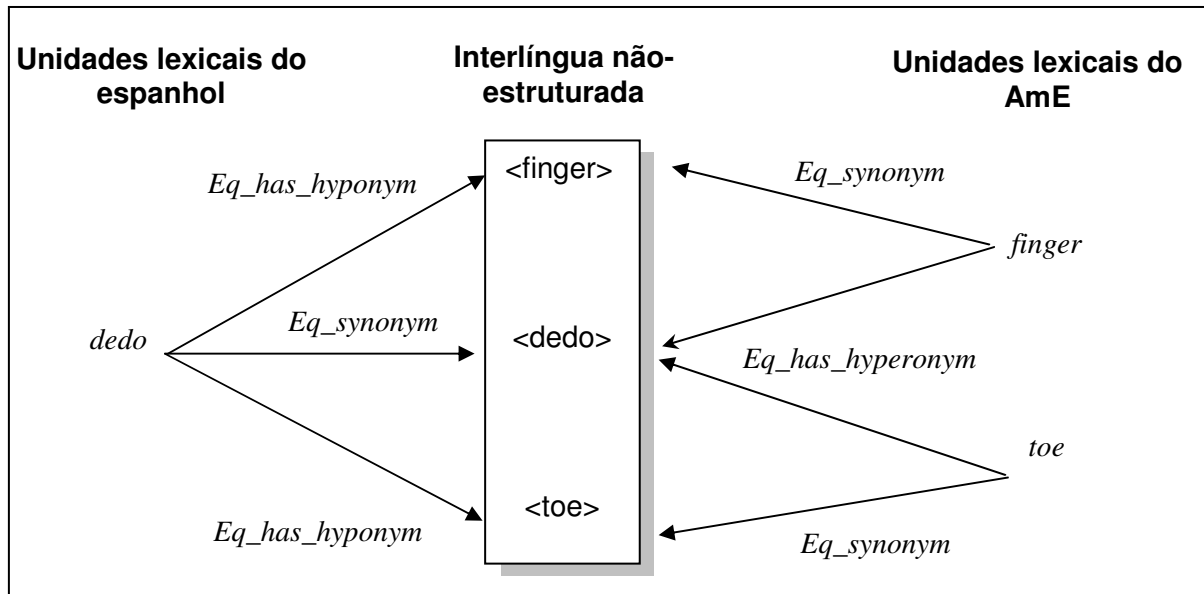 Unidades lexicais do
espanhol
Interlíngua não-
estruturada
Unidades lexicais do
AmE
<finger>
Eq_has_hyponym
Eq_synonym
finger
Eq_synonym
dedo
<dedo>
Eq_has_hyperonym
toe
<toe>
Eq_has_hyponym
Eq_synonym